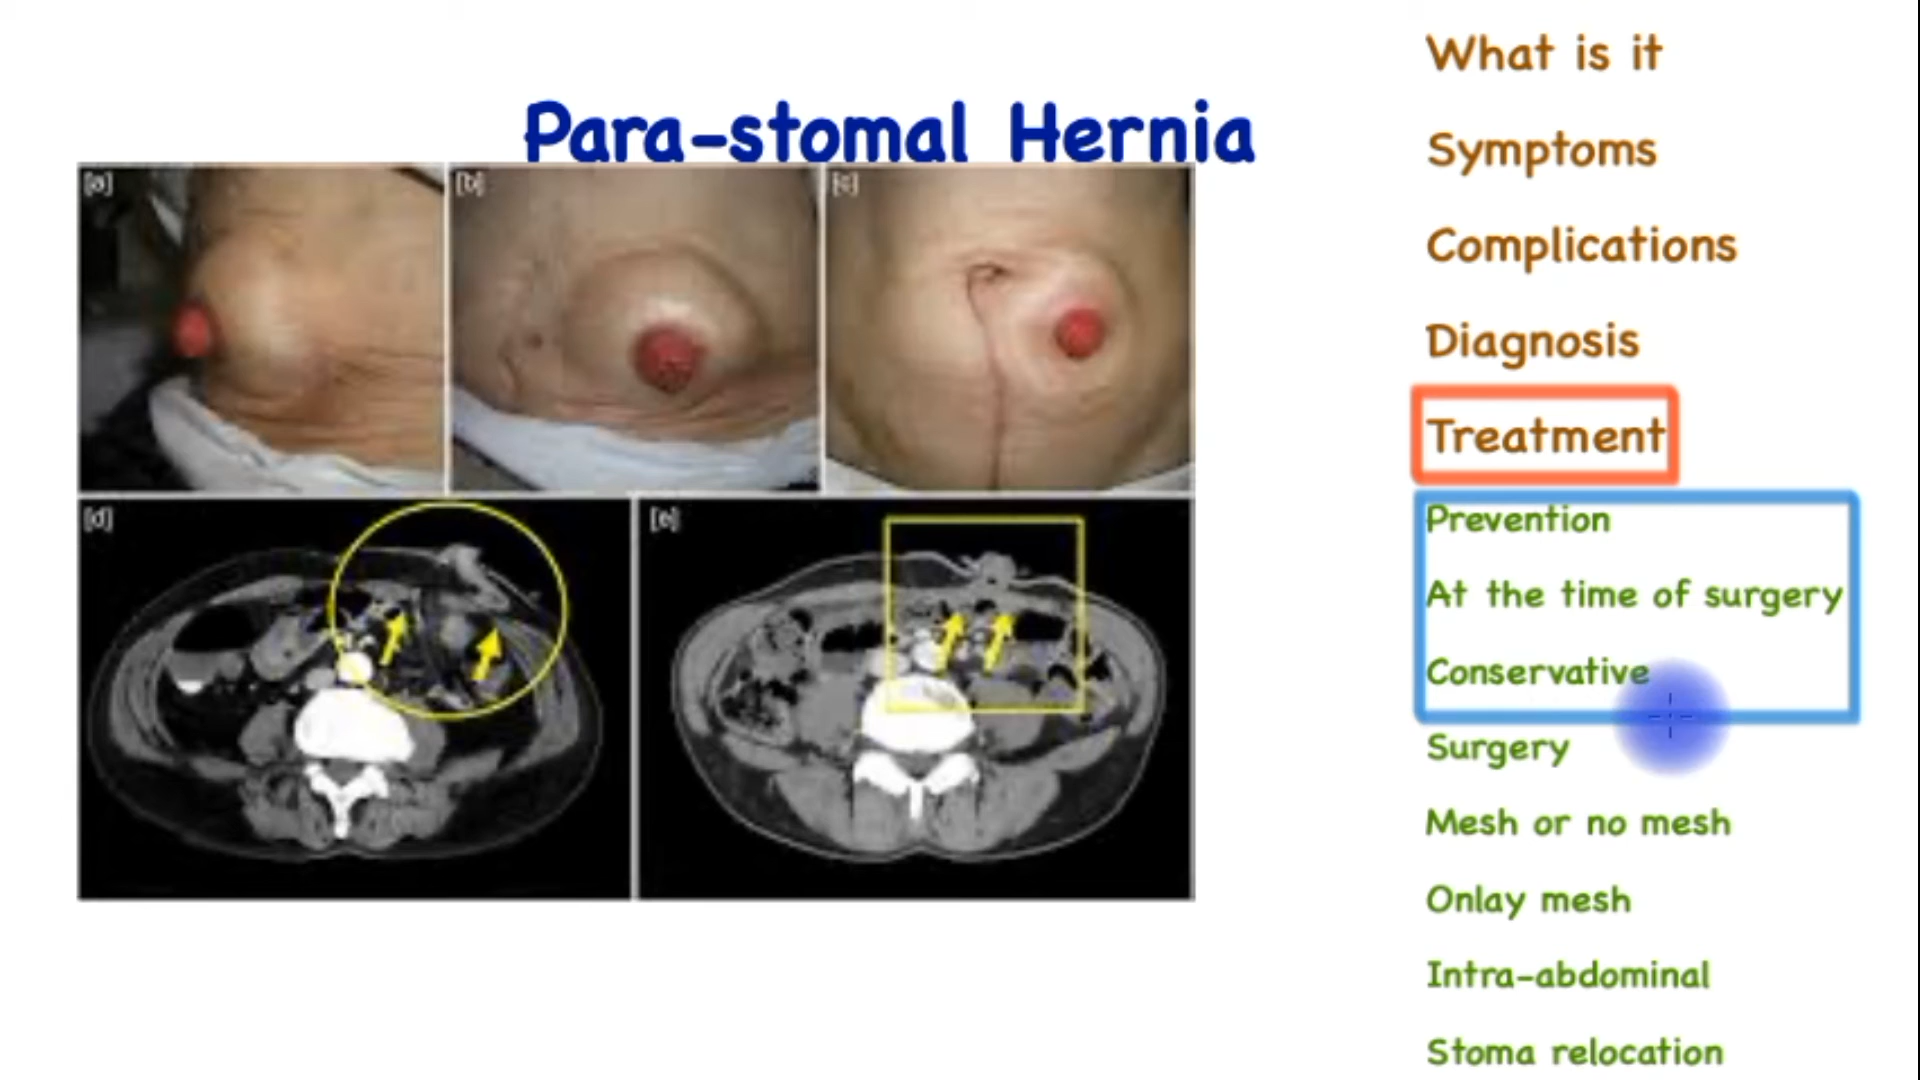 Para-stomal Hernia
[a]
[b]
[c]
[d]
[e]
What is it
Symptoms
Complications
Diagnosis
Treatment
Prevention
At the time of surgery
Conservative
Surgery
Mesh or no mesh
Onlay mesh
Intra-abdominal
Stoma relocation